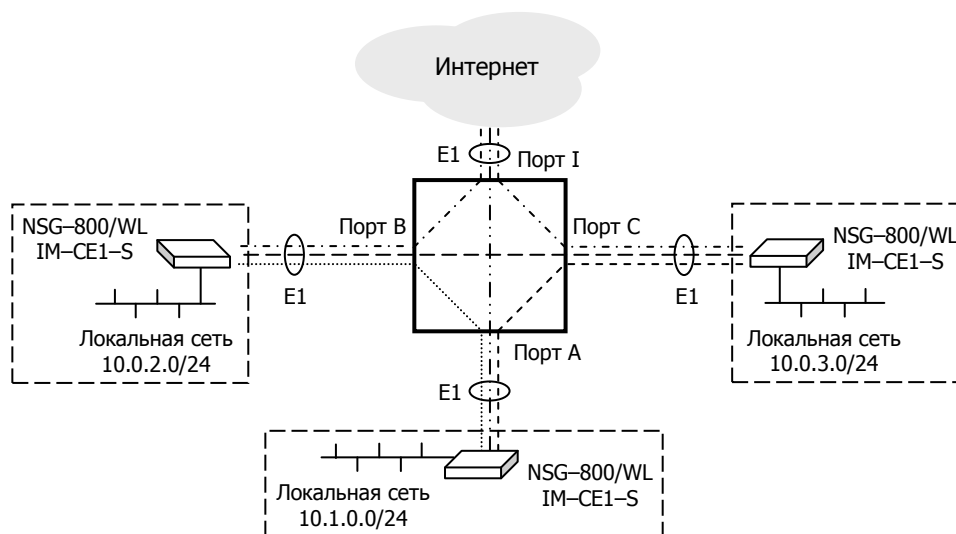 Интернет
E1
Порт I
NSG–800/WL
IM–CE1–S
Порт B
Порт C
NSG–800/WL
IM–CE1–S
E1
E1
Локальная сеть
10.0.2.0/24
Порт A
Локальная сеть
10.0.3.0/24
E1
NSG–800/WL
IM–CE1–S
Локальная сеть
10.1.0.0/24